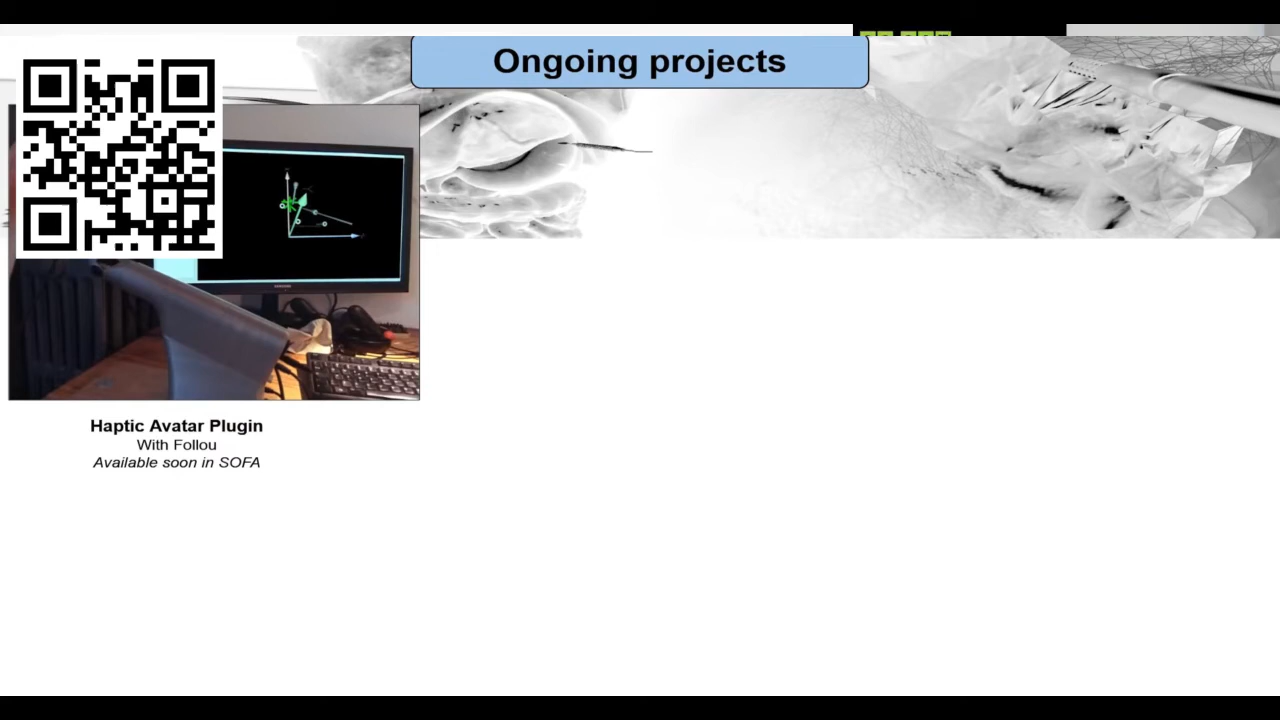 Ongoing projects
Haptic Avatar Plugin
With Follou
Available soon in SOFA